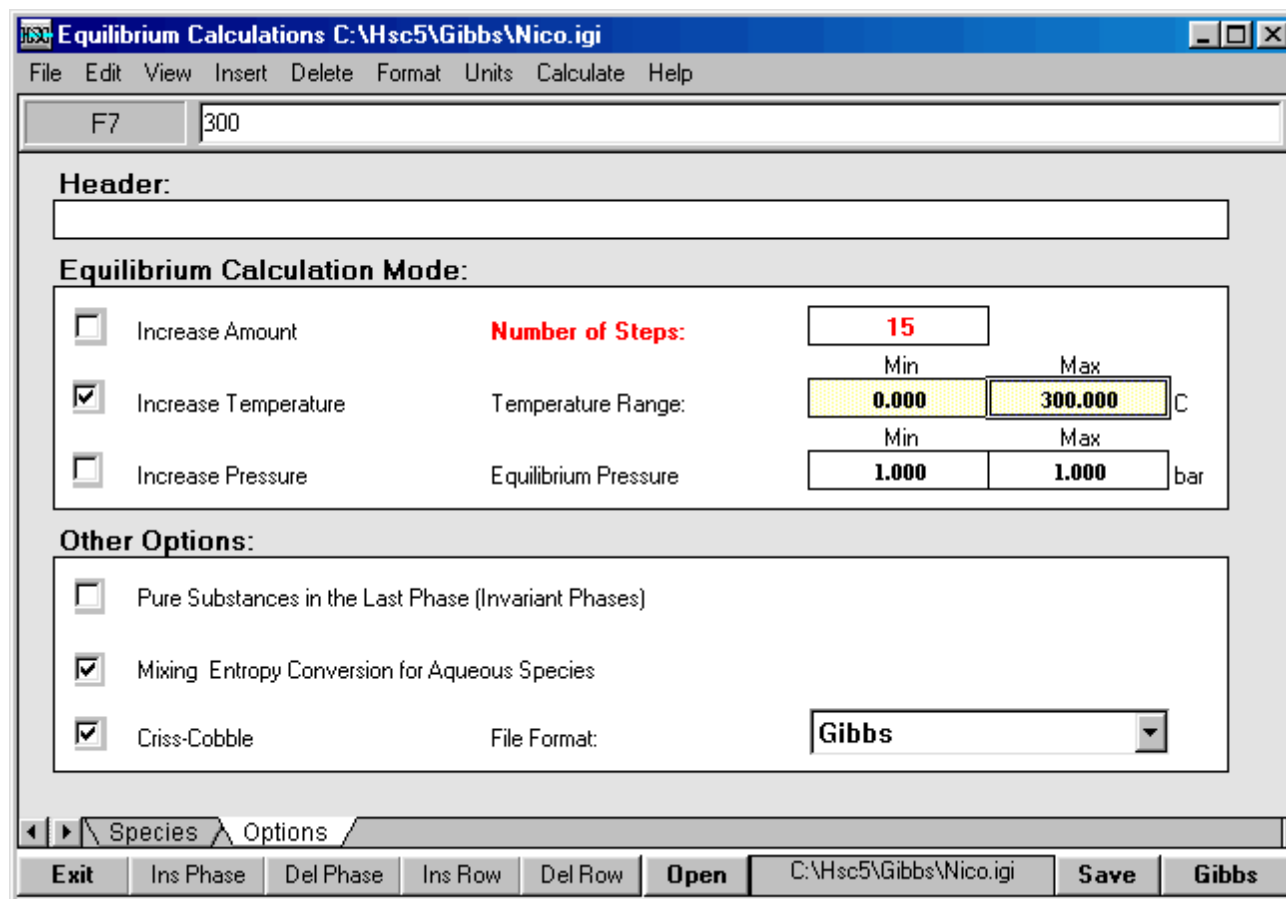 HSC Equilibrium Calculations C:\Hsc5\Gibbs\Nico.igi
File Edit View Insert Delete Format Units Calculate Help
F7 300
Header:
Equilibrium Calculation Mode:
Increase Amount Number of Steps: 15
Min Max
Increase Temperature Temperature Range: 0.000 300.000 C
Min Max
Increase Pressure Equilibrium Pressure 1.000 1.000 bar
Other Options:
Pure Substances in the Last Phase (Invariant Phases)
Mixing Entropy Conversion for Aqueous Species
Criss-Cobble File Format: Gibbs
Species Options
Exit Ins Phase Del Phase Ins Row Del Row Open C:\Hsc5\Gibbs\Nico.igi Save Gibbs